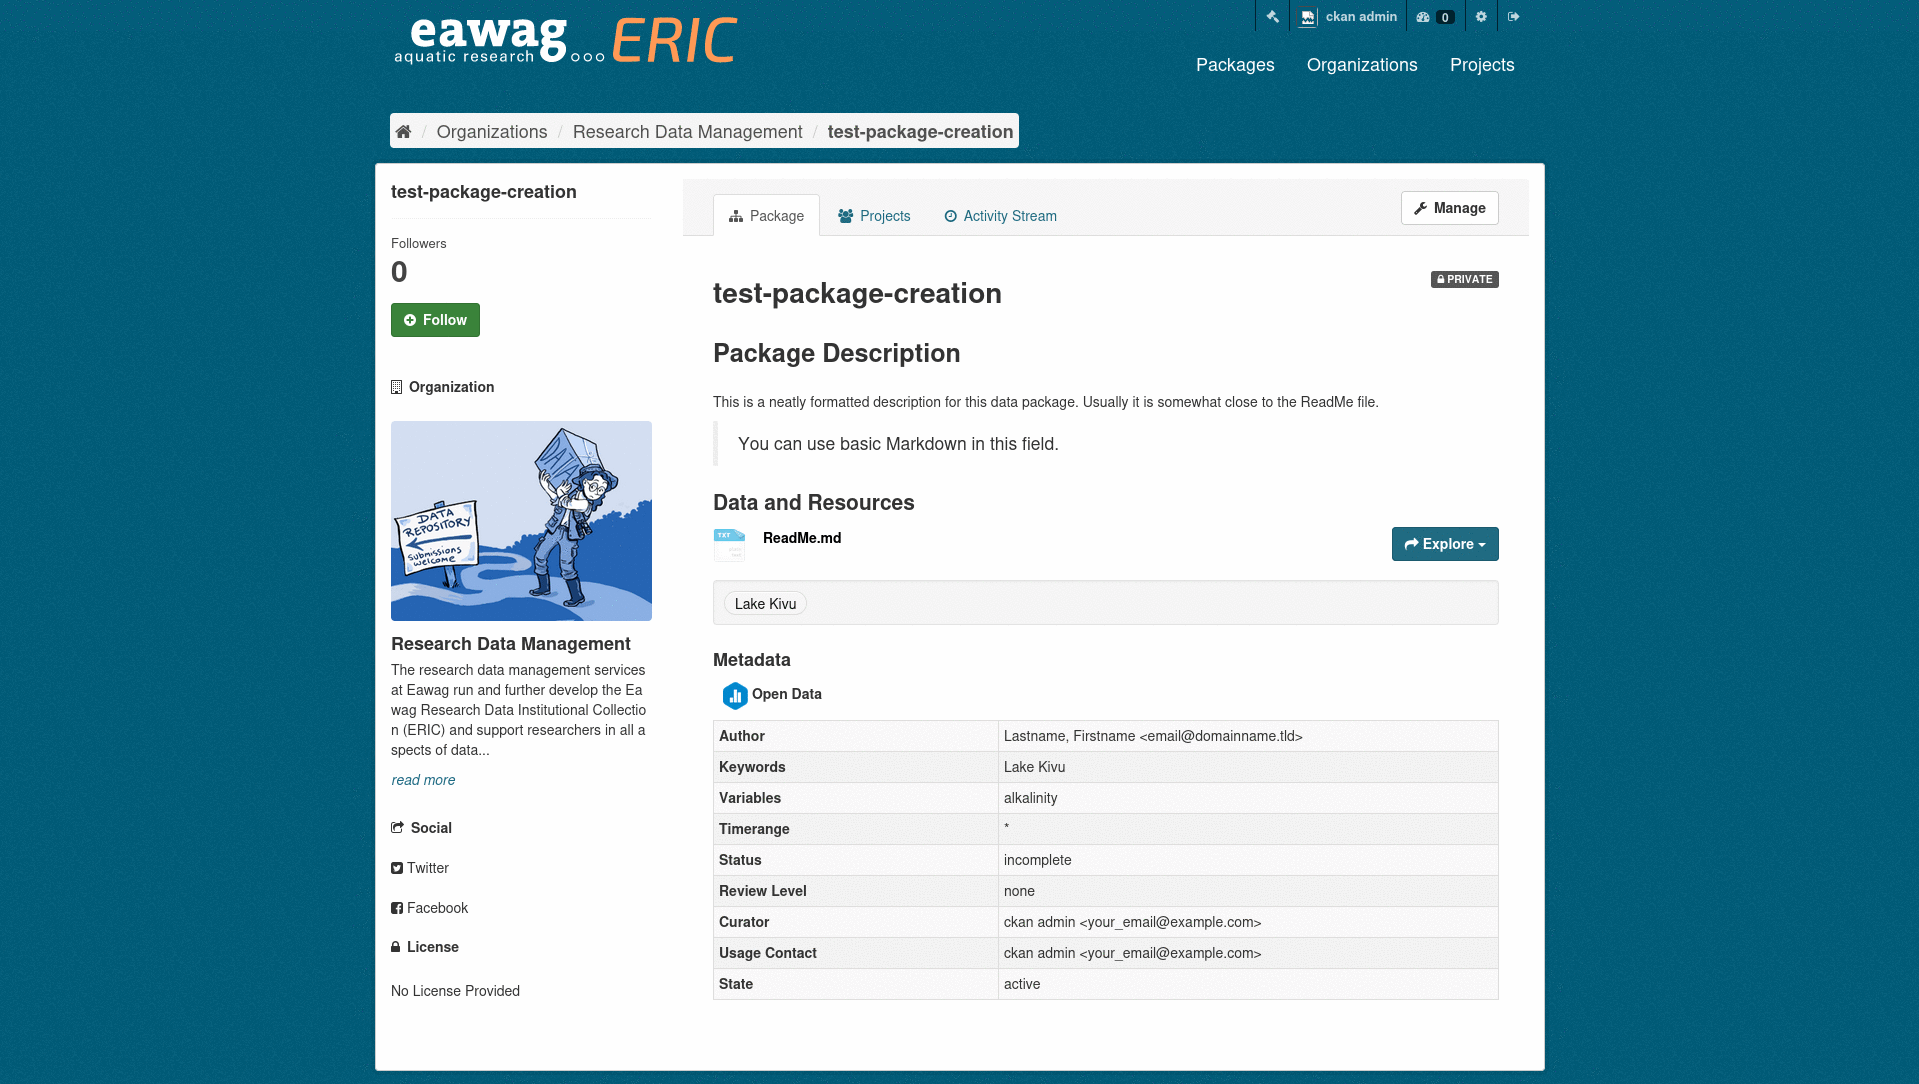 eawag
aquatic research
ERIC
ckan admin
0
Packages
Organizations
Projects
/ Organizations / Research Data Management / test-package-creation
test-package-creation
Followers
0
Follow
Organization
DATA
DATA
REPOSITORY
submissions
welcome
Research Data Management
The research data management services
at Eawag run and further develop the Ea
wag Research Data Institutional Collectio
n (ERIC) and support researchers in all a
spects of data...
read more
Social
Twitter
Facebook
License
No License Provided
Package
Projects
Activity Stream
Manage
PRIVATE
test-package-creation
Package Description
This is a neatly formatted description for this data package. Usually it is somewhat close to the ReadMe file.
You can use basic Markdown in this field.
Data and Resources
TXT
ReadMe.md
Explore
Lake Kivu
Metadata
Open Data
Author Lastname, Firstname <email@domainname.tld>
Keywords Lake Kivu
Variables alkalinity
Timerange *
Status incomplete
Review Level none
Curator ckan admin <your_email@example.com>
Usage Contact ckan admin <your_email@example.com>
State active